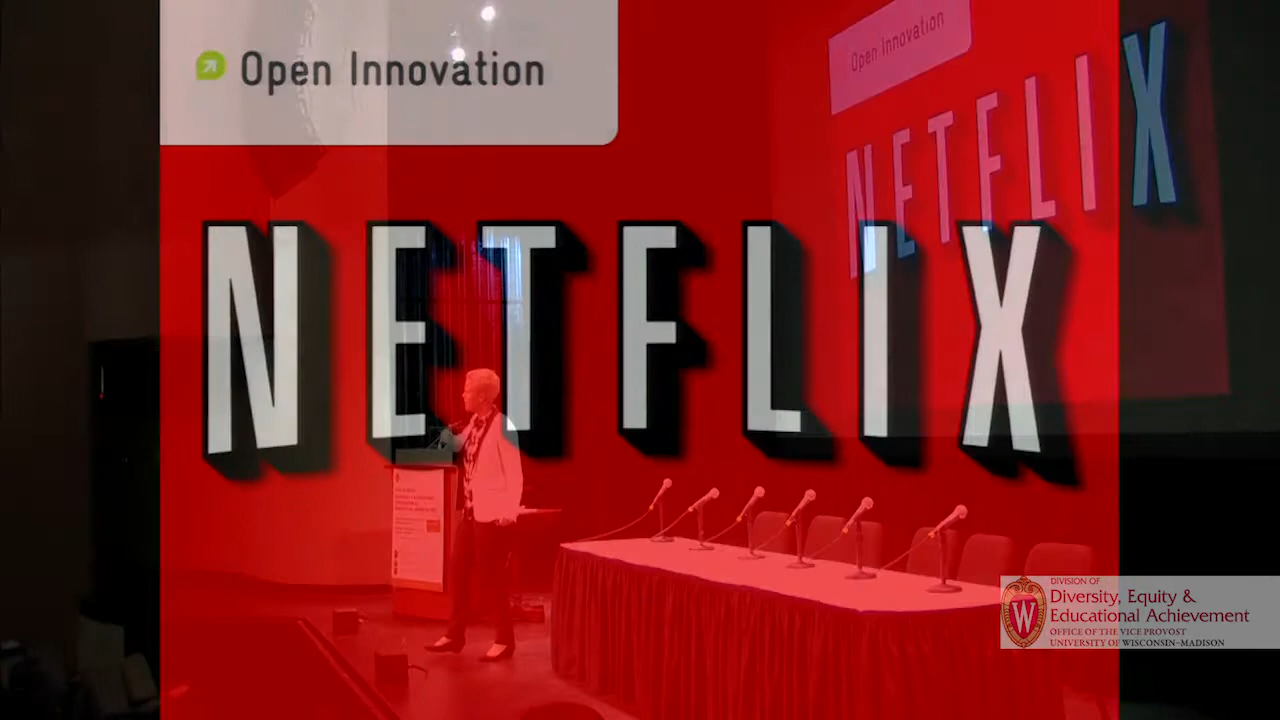 Open Innovation
NETFLIX
Open Innovation
NETFLIX
W
DIVISION OF
Diversity, Equity &
Educational Achievement
OFFICE OF THE VICE PROVOST
UNIVERSITY OF WISCONSIN–MADISON